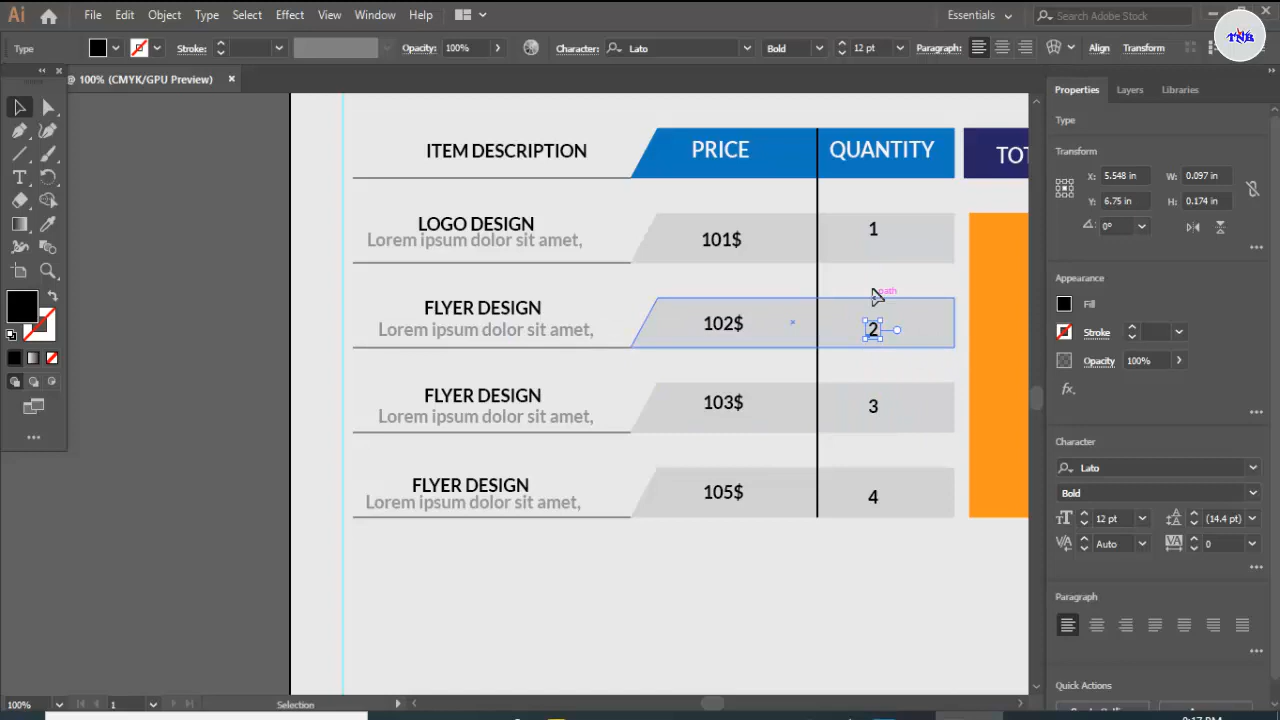 Ai File Edit Object Type Select Effect View Window Help Essentials Search Adobe Stock
TNK
Type Stroke: Opacity: 100% Character: Lato Bold 12 pt Paragraph: Align Transform
@ 100% (CMYK/GPU Preview) ×
Properties Layers Libraries
Type
Transform
X: 5.548 in W: 0.097 in
Y: 6.75 in H: 0.174 in
0°
Appearance
Fill
Stroke
Opacity 100%
fx.
Character
Lato
Bold
12 pt (14.4 pt)
Auto 0
Paragraph
Quick Actions
ITEM DESCRIPTION PRICE QUANTITY TOT
LOGO DESIGN
Lorem ipsum dolor sit amet,
101$ 1
path
FLYER DESIGN
Lorem ipsum dolor sit amet,
102$ 2
FLYER DESIGN
Lorem ipsum dolor sit amet,
103$ 3
FLYER DESIGN
Lorem ipsum dolor sit amet,
105$ 4
100% 1 Selection